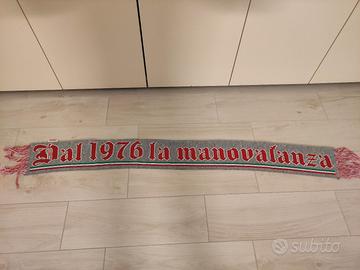 Dal 1976 la manovalanza
subito